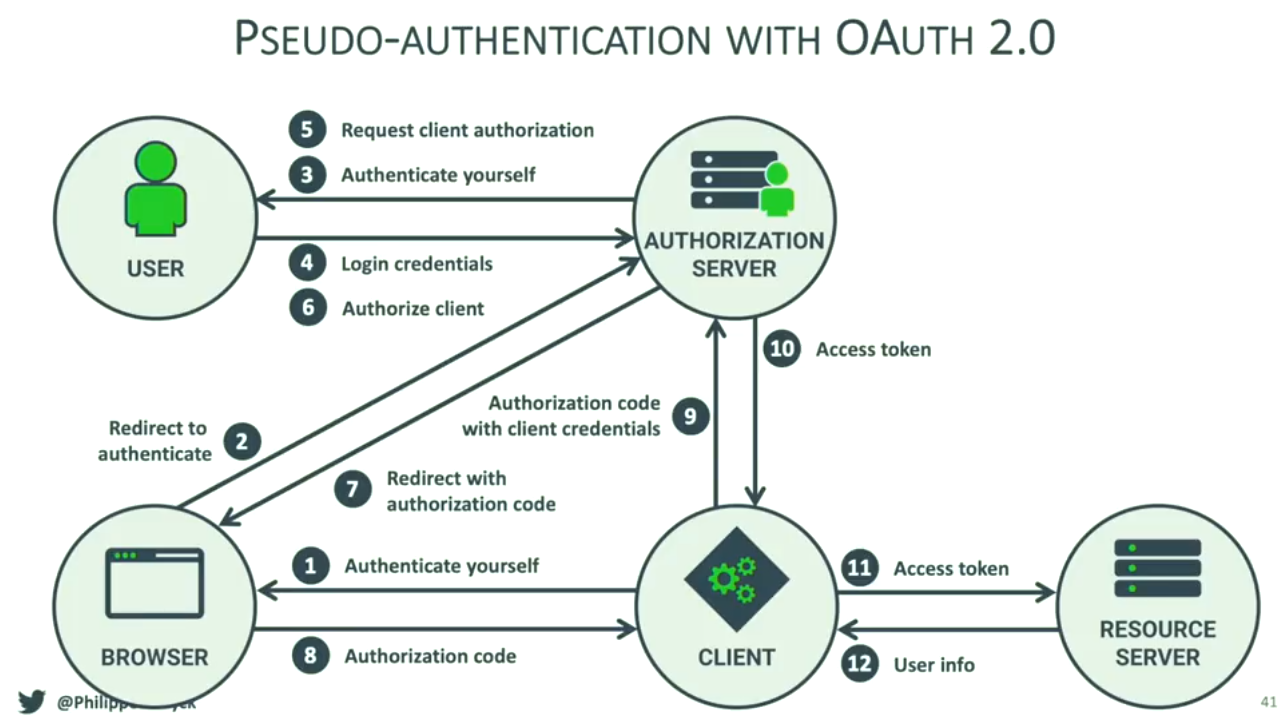 PSEUDO-AUTHENTICATION WITH OAUTH 2.0
5 Request client authorization
3 Authenticate yourself
USER
AUTHORIZATION
SERVER
4 Login credentials
6 Authorize client
10 Access token
Authorization code
with client credentials
9
Redirect to
authenticate
2
7
Redirect with
authorization code
1 Authenticate yourself
11 Access token
BROWSER
CLIENT
RESOURCE
SERVER
8 Authorization code
12 User info
41